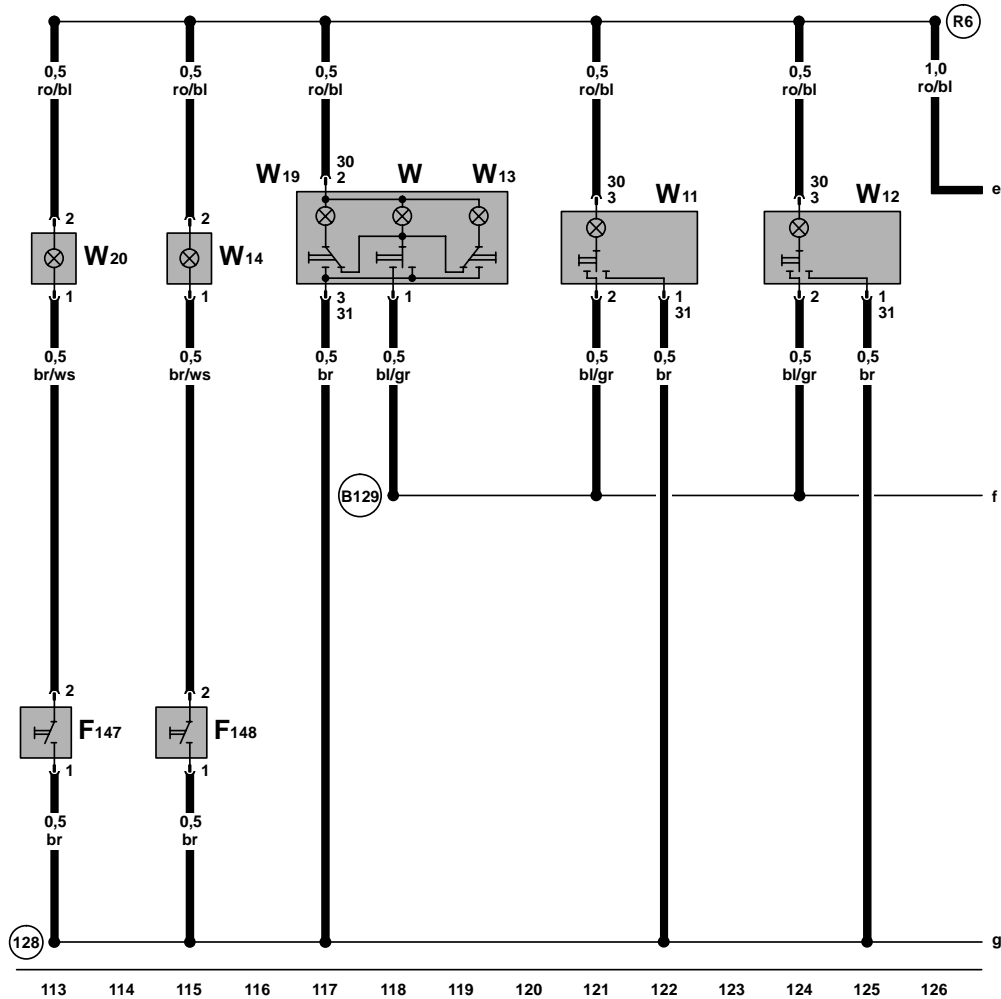 R6
0,5 0,5 0,5 0,5 0,5 1,0
ro/bl ro/bl ro/bl ro/bl ro/bl ro/bl
W19 30 W W13 30 W11 30 W12 e
2 3 3
2 2
W20 W14
1 1 3 1 2 1 2 1
31 31 31
0,5 0,5 0,5 0,5 0,5 0,5 0,5 0,5
br/ws br/ws br bl/gr bl/gr br bl/gr br
B129 f
2 2
F147 F148
1 1
0,5 0,5
br br
128 g
113 114 115 116 117 118 119 120 121 122 123 124 125 126